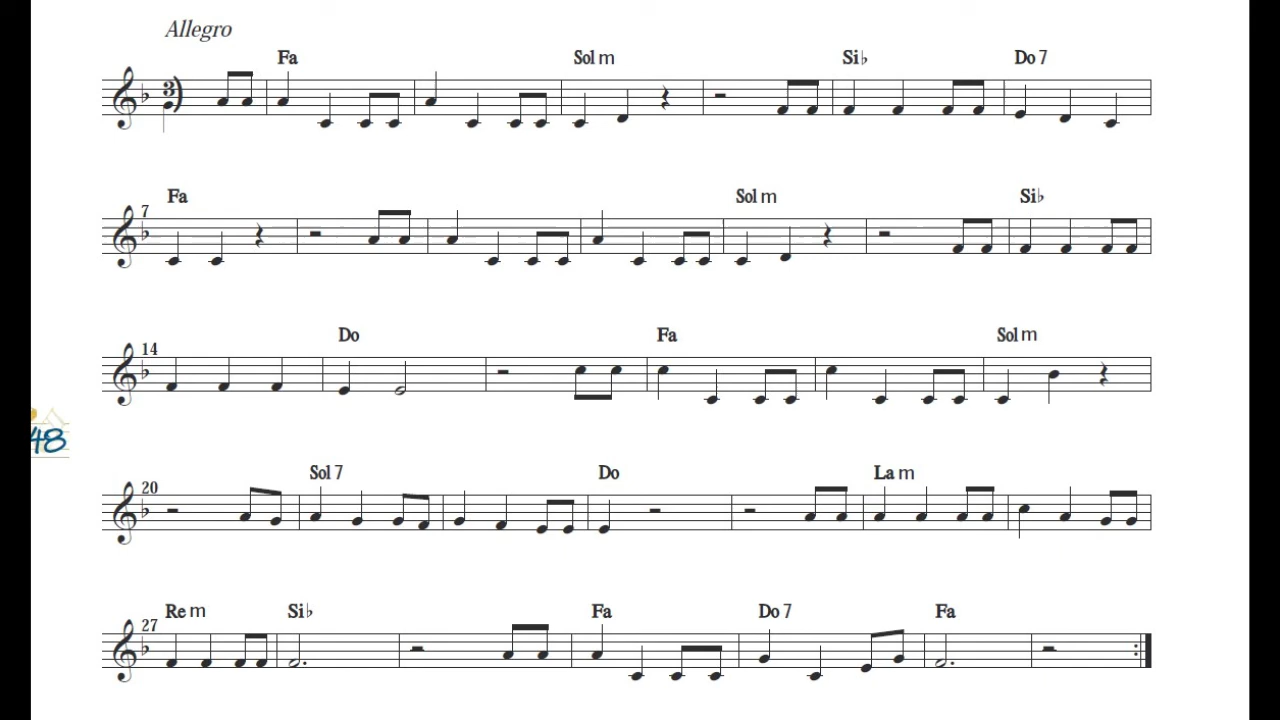 Allegro
Fa Sol m Si♭ Do 7
3)
7
Fa Sol m Si♭
14
Do Fa Sol m
48
20
Sol 7 Do La m
27
Re m Si♭ Fa Do 7 Fa